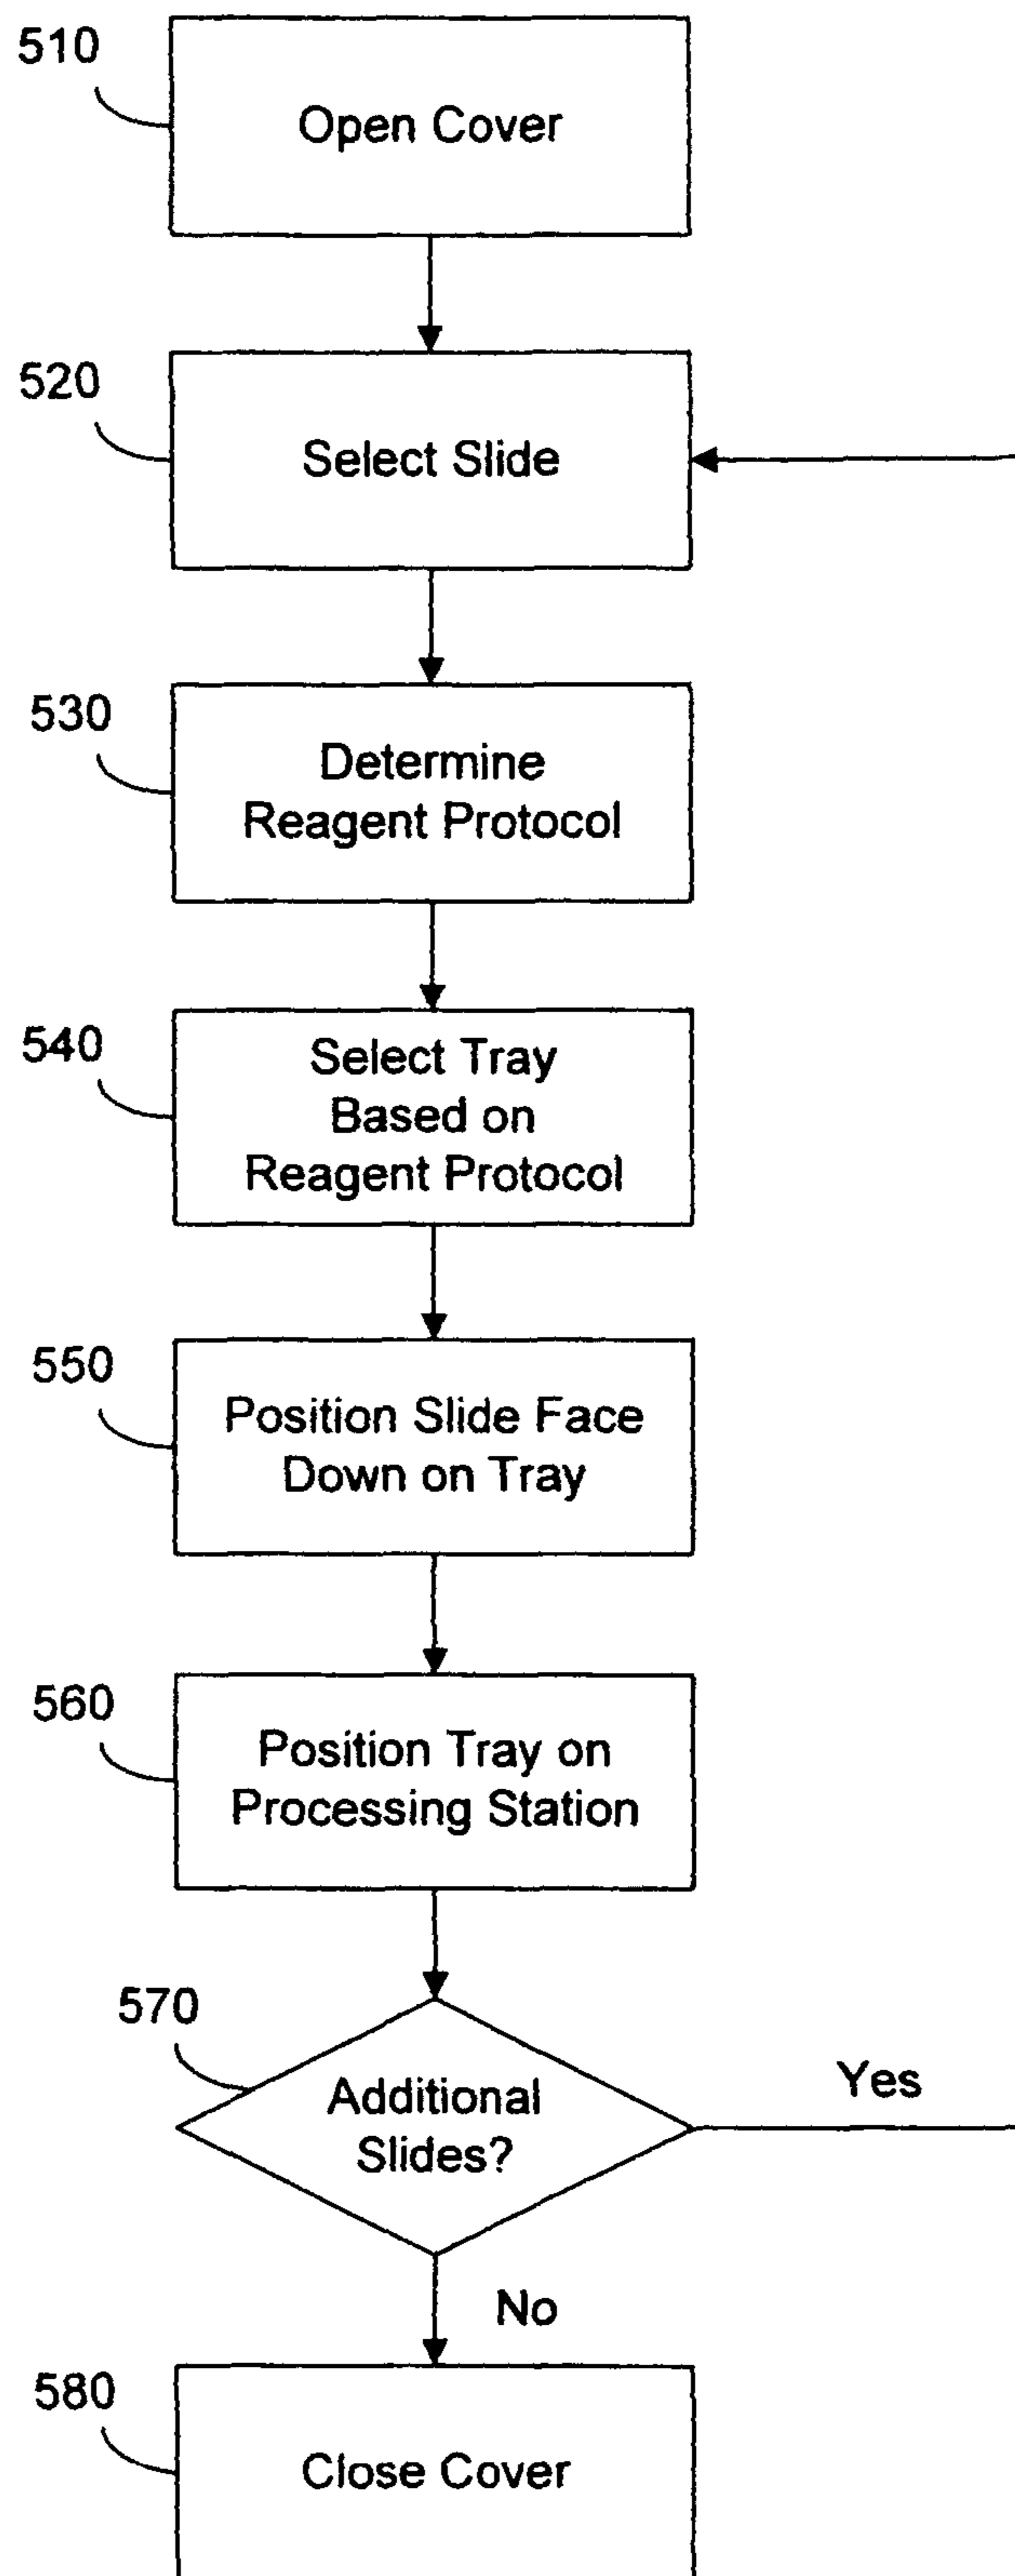 510
Open Cover
520
Select Slide
530
Determine
Reagent Protocol
540
Select Tray
Based on
Reagent Protocol
550
Position Slide Face
Down on Tray
560
Position Tray on
Processing Station
570
Additional
Slides?
Yes
No
580
Close Cover